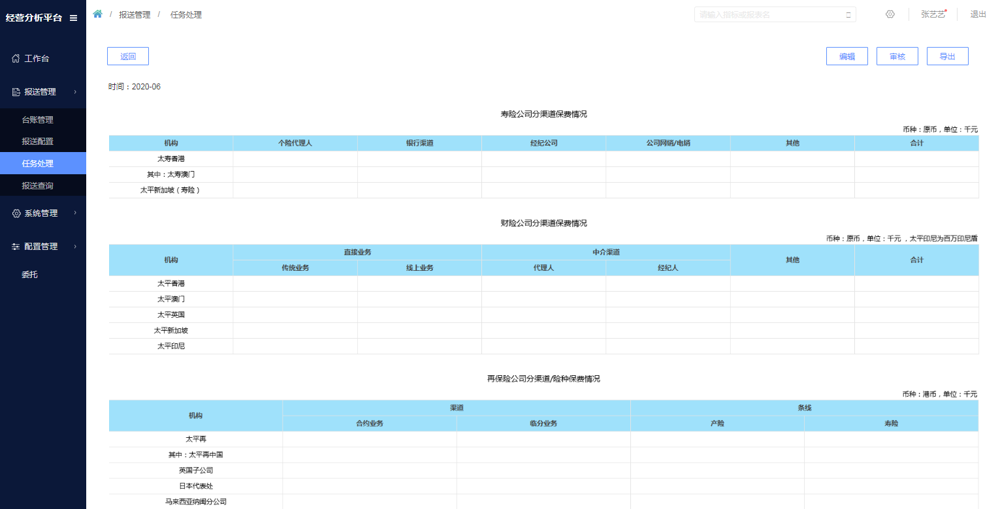 经营分析平台
/ 报送管理 / 任务处理
请输入指标或报表名
张艺艺
退出
工作台
报送管理
台账管理
报送配置
任务处理
报送查询
系统管理
配置管理
委托
返回
编辑
审核
导出
时间：2020-06
寿险公司分渠道保费情况
币种：原币，单位：千元
机构 个险代理人 银行渠道 经纪公司 公司网销/电销 其他 合计
太寿香港
其中：太寿澳门
太平新加坡（寿险）
财险公司分渠道保费情况
币种：原币，单位：千元 ，太平印尼为百万印尼盾
机构 直接业务 中介渠道 其他 合计
传统业务 线上业务 代理人 经纪人
太平香港
太平澳门
太平英国
太平新加坡
太平印尼
再保险公司分渠道/险种保费情况
币种：港币，单位：千元
机构 渠道 条线
合约业务 临分业务 产险 寿险
太平再
其中：太平再中国
英国子公司
日本代表处
马来西亚纳闽分公司